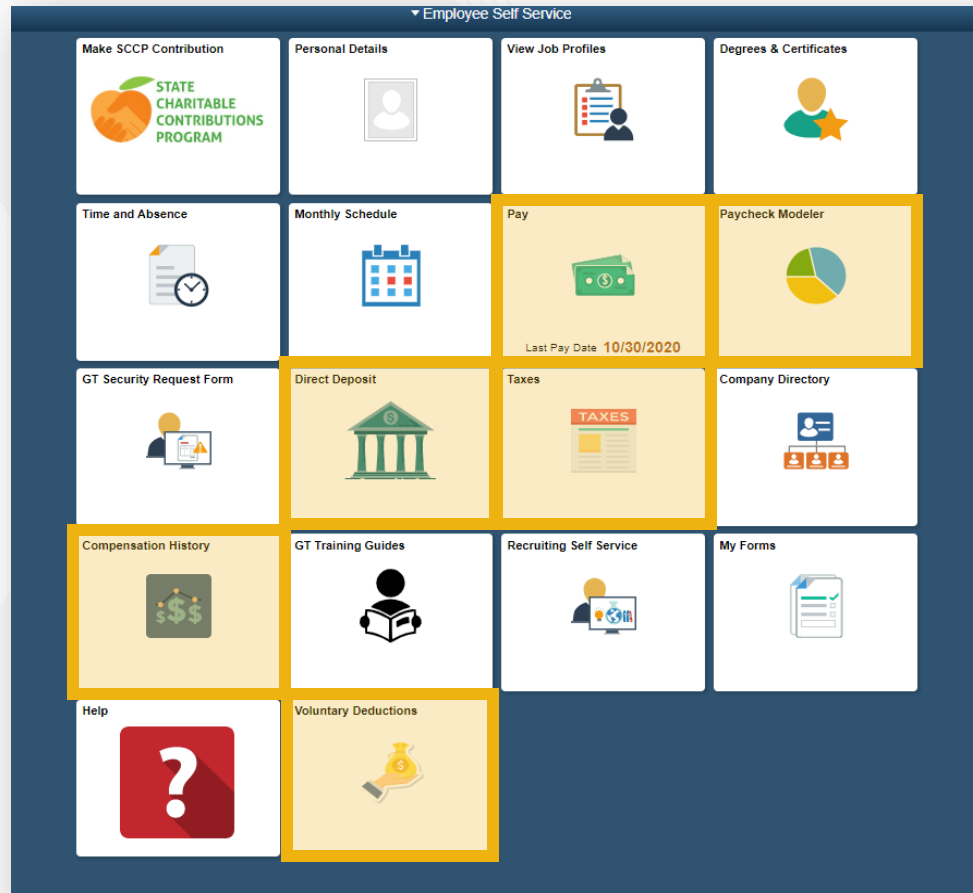 Employee Self Service
Make SCCP Contribution
STATE
CHARITABLE
CONTRIBUTIONS
PROGRAM
Personal Details
View Job Profiles
Degrees & Certificates
Time and Absence
Monthly Schedule
Pay
Last Pay Date 10/30/2020
Paycheck Modeler
GT Security Request Form
Direct Deposit
$
Taxes
TAXES
Company Directory
Compensation History
$$$
GT Training Guides
Recruiting Self Service
My Forms
Help
?
Voluntary Deductions
$